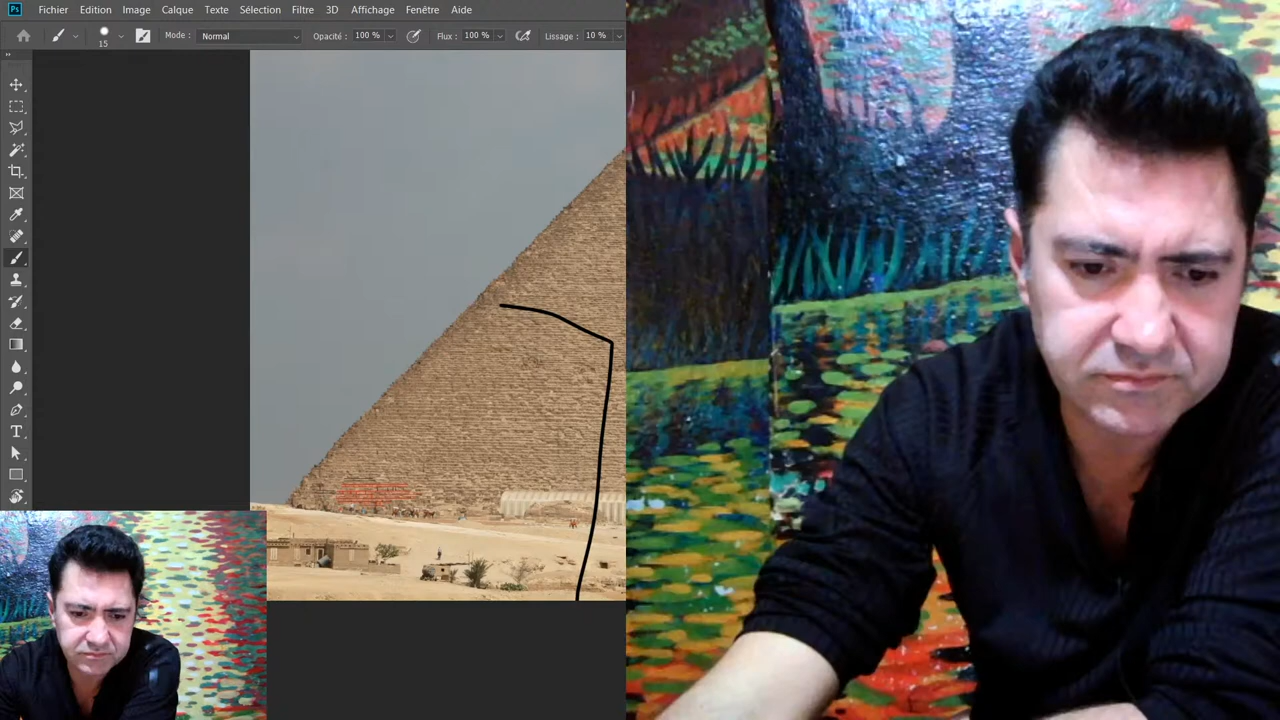 Ps Fichier Edition Image Calque Texte Sélection Filtre 3D Affichage Fenêtre Aide
15 Mode : Normal Opacité : 100 % Flux : 100 % Lissage : 10 %
T